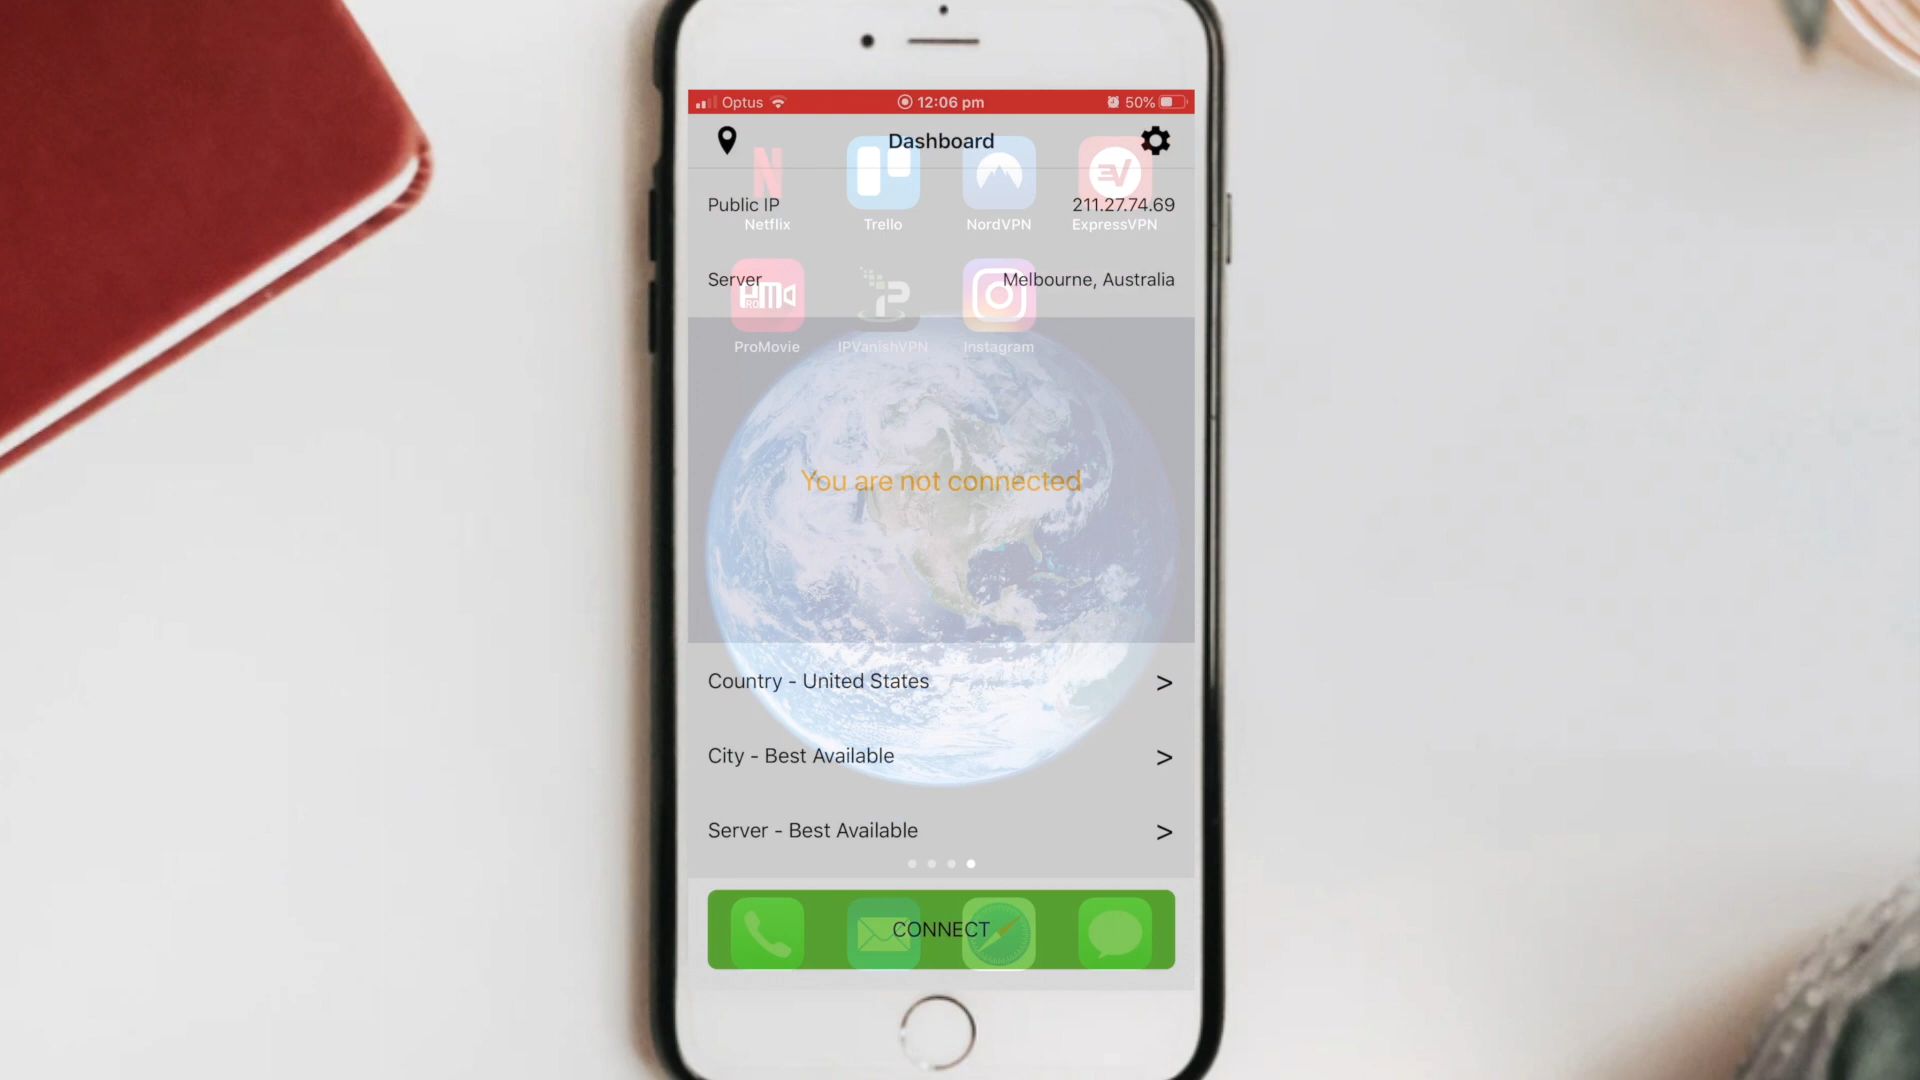 Optus 12:06 pm 50%
Dashboard
Public IP 211.27.74.69
Netflix Trello NordVPN ExpressVPN
Server Melbourne, Australia
PRO
ProMovie IPVanishVPN Instagram
You are not connected
Country - United States >
City - Best Available >
Server - Best Available >
CONNECT